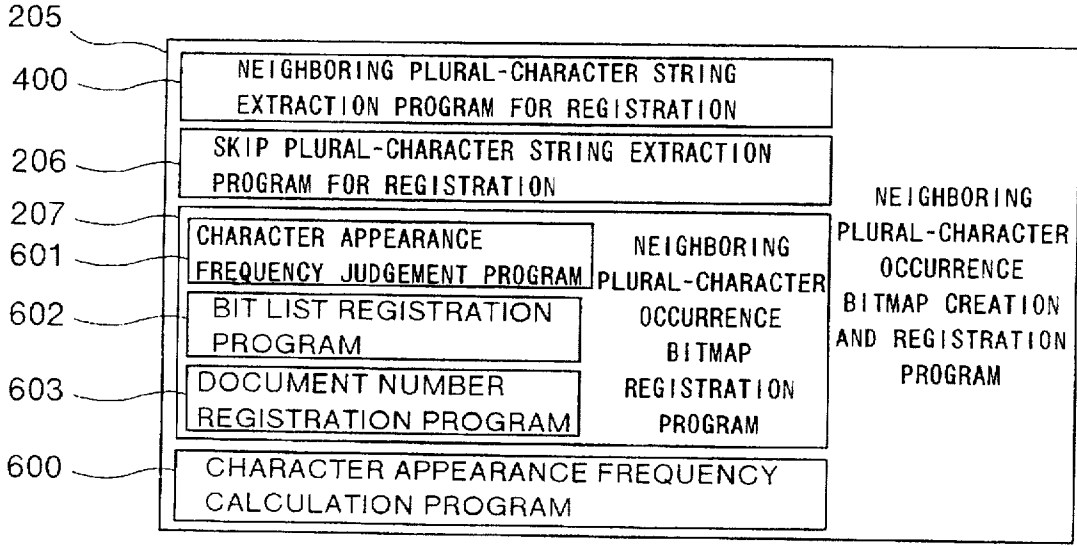 205
400
NEIGHBORING PLURAL-CHARACTER STRING
EXTRACTION PROGRAM FOR REGISTRATION
206
SKIP PLURAL-CHARACTER STRING EXTRACTION
PROGRAM FOR REGISTRATION
207
601
CHARACTER APPEARANCE
FREQUENCY JUDGEMENT PROGRAM
602
BIT LIST REGISTRATION
PROGRAM
603
DOCUMENT NUMBER
REGISTRATION PROGRAM
NEIGHBORING
PLURAL-CHARACTER
OCCURRENCE
BITMAP
REGISTRATION
PROGRAM
600
CHARACTER APPEARANCE FREQUENCY
CALCULATION PROGRAM
NEIGHBORING
PLURAL-CHARACTER
OCCURRENCE
BITMAP CREATION
AND REGISTRATION
PROGRAM